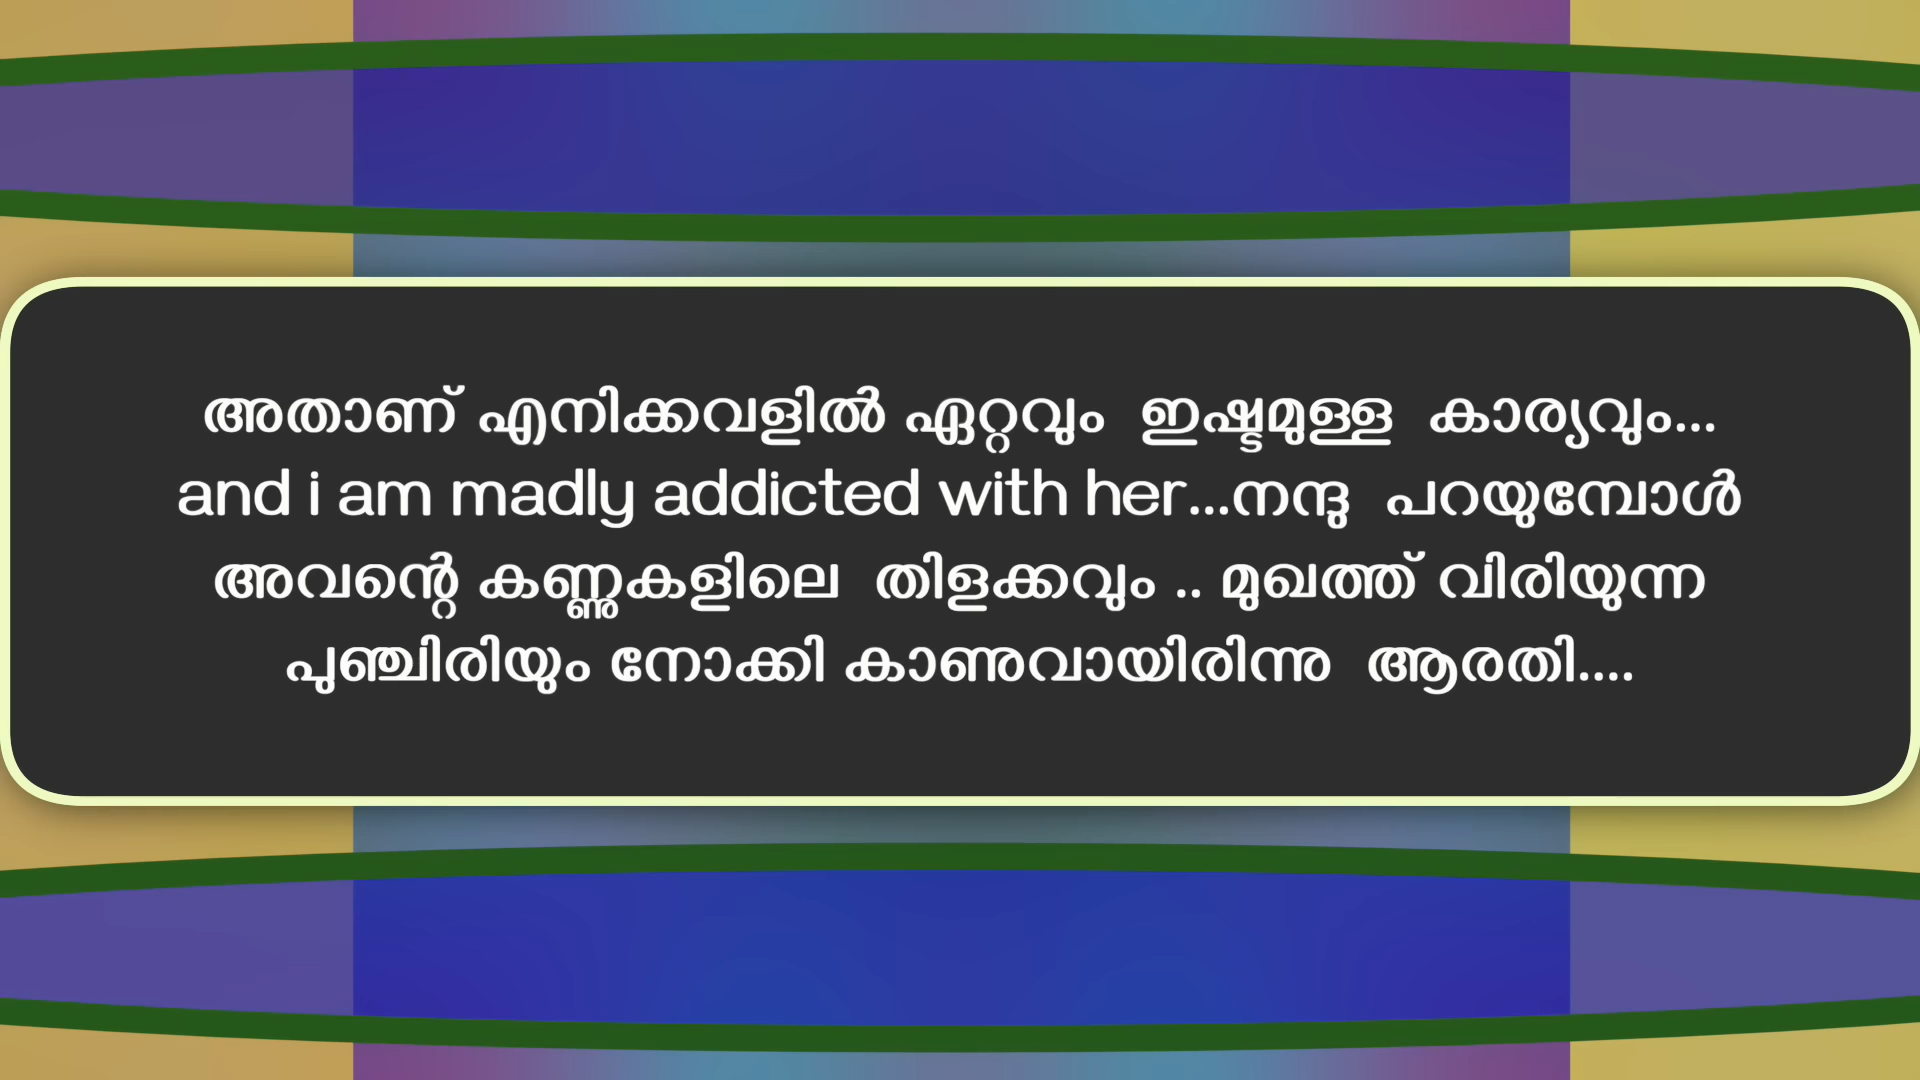 അതാണ് എനിക്കവളിൽ ഏറ്റവും  ഇഷ്ടമുള്ള  കാര്യവും...
and i am madly addicted with her...നന്ദു  പറയുമ്പോൾ
അവന്റെ കണ്ണുകളിലെ  തിളക്കവും .. മുഖത്ത് വിരിയുന്ന
പുഞ്ചിരിയും നോക്കി കാണുവായിരിന്നു  ആരതി....